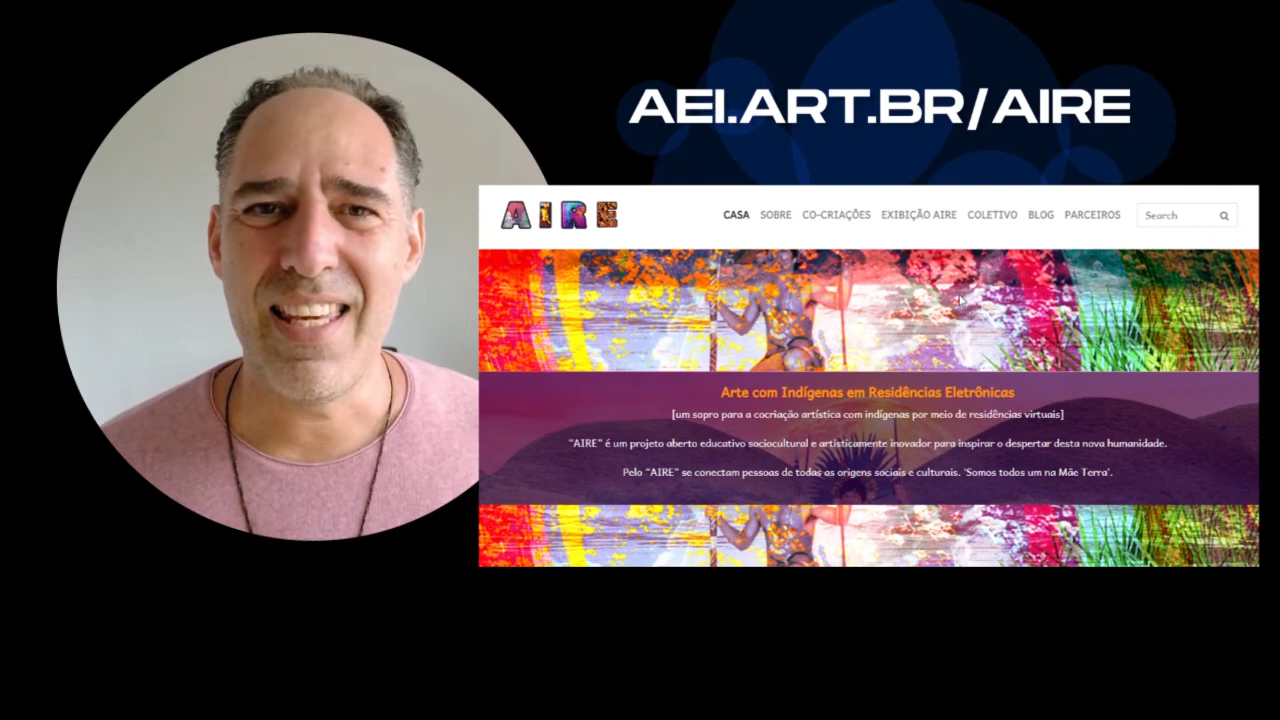 AEI.ART.BR/AIRE
AIRE
CASA SOBRE CO-CRIAÇÕES EXIBIÇÃO AIRE COLETIVO BLOG PARCEIROS Search
Arte com Indígenas em Residências Eletrônicas
[um sopro para a cocriação artística com indígenas por meio de residências virtuais]
"AIRE" é um projeto aberto educativo sociocultural e artisticamente inovador para inspirar o despertar desta nova humanidade.
Pelo "AIRE" se conectam pessoas de todas as origens sociais e culturais. 'Somos todos um na Mãe Terra'.